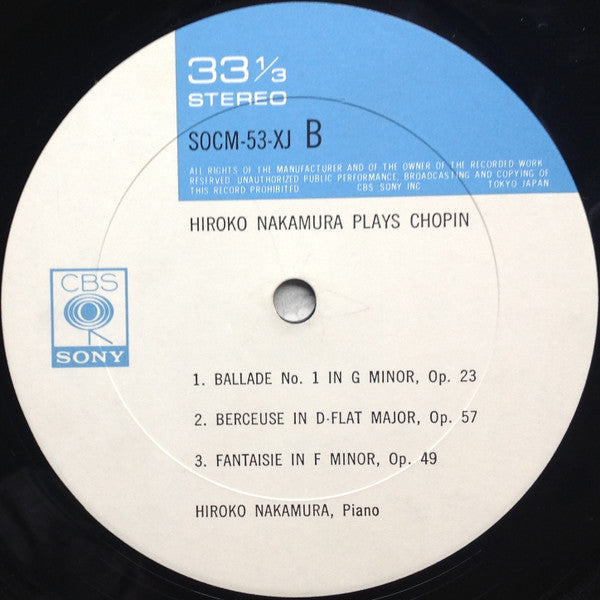 33 1/3
STEREO
SOCM-53-XJ B
ALL RIGHTS OF THE MANUFACTURER AND OF THE OWNER OF THE RECORDED WORK
RESERVED. UNAUTHORIZED PUBLIC PERFORMANCE, BROADCASTING AND COPYING OF
THIS RECORD PROHIBITED CBS SONY INC TOKYO JAPAN
HIROKO NAKAMURA PLAYS CHOPIN
CBS
SONY
1. BALLADE No. 1 IN G MINOR, Op. 23
2. BERCEUSE IN D-FLAT MAJOR, Op. 57
3. FANTAISIE IN F MINOR, Op. 49
HIROKO NAKAMURA, Piano